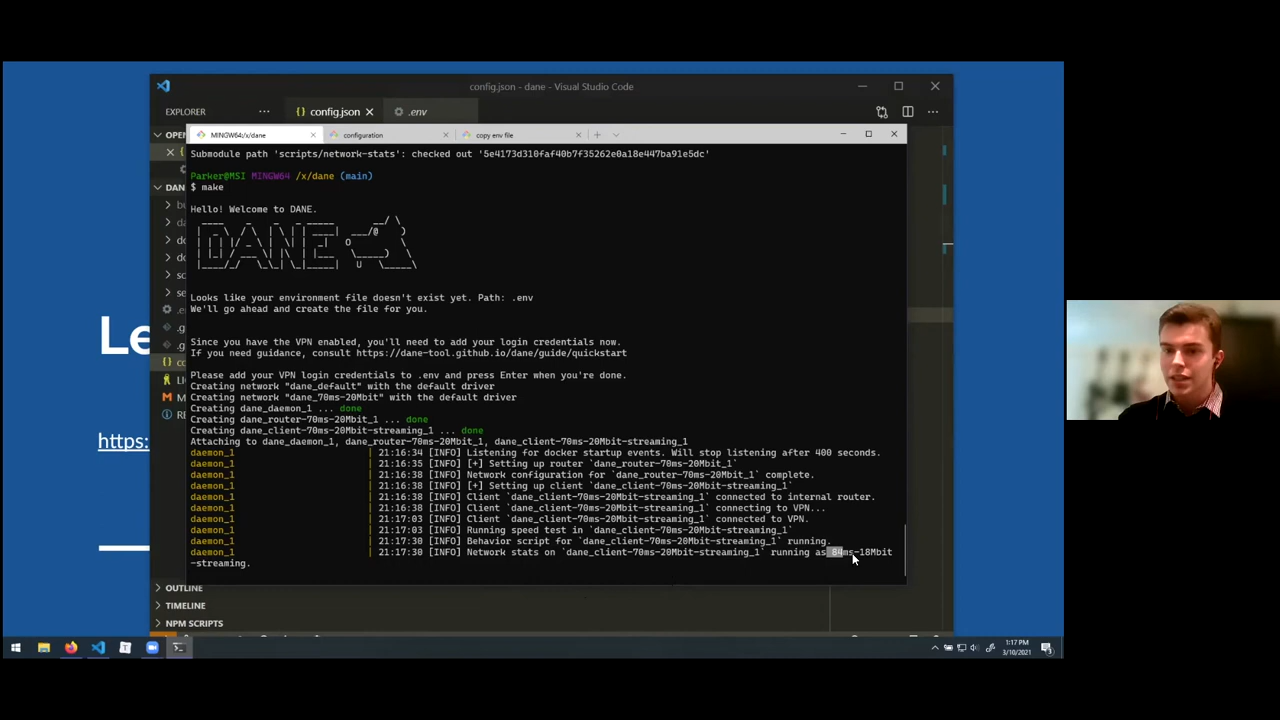 config.json - dane - Visual Studio Code
EXPLORER
config.json
.env
MINGW64:/x/dane
configuration
copy env file
Submodule path 'scripts/network-stats': checked out '5e4173d310faf40b7f35262e0a18e447ba91e5dc'
Parker@MSI MINGW64 /x/dane (main)
$ make
Hello! Welcome to DANE.
DANE
Looks like your environment file doesn't exist yet. Path: .env
We'll go ahead and create the file for you.
Since you have the VPN enabled, you'll need to add your login credentials now.
If you need guidance, consult https://dane-tool.github.io/dane/guide/quickstart
Please add your VPN login credentials to .env and press Enter when you're done.
Creating network "dane_default" with the default driver
Creating network "dane_70ms-20Mbit" with the default driver
Creating dane_daemon_1 ... done
Creating dane_router-70ms-20Mbit_1 ... done
Creating dane_client-70ms-20Mbit-streaming_1 ... done
Attaching to dane_daemon_1, dane_router-70ms-20Mbit_1, dane_client-70ms-20Mbit-streaming_1
daemon_1 | 21:16:34 [INFO] Listening for docker startup events. Will stop listening after 400 seconds.
daemon_1 | 21:16:35 [INFO] [+] Setting up router `dane_router-70ms-20Mbit_1`
daemon_1 | 21:16:38 [INFO] Network configuration for `dane_router-70ms-20Mbit_1` complete.
daemon_1 | 21:16:38 [INFO] [+] Setting up client `dane_client-70ms-20Mbit-streaming_1`
daemon_1 | 21:16:38 [INFO] Client `dane_client-70ms-20Mbit-streaming_1` connected to internal router.
daemon_1 | 21:16:38 [INFO] Client `dane_client-70ms-20Mbit-streaming_1` connecting to VPN...
daemon_1 | 21:17:03 [INFO] Client `dane_client-70ms-20Mbit-streaming_1` connected to VPN.
daemon_1 | 21:17:03 [INFO] Running speed test in `dane_client-70ms-20Mbit-streaming_1`
daemon_1 | 21:17:30 [INFO] Behavior script for `dane_client-70ms-20Mbit-streaming_1` running.
daemon_1 | 21:17:30 [INFO] Network stats on `dane_client-70ms-20Mbit-streaming_1` running as 84ms-18Mbit
-streaming.
OPEN
DAN
Le
https:
OUTLINE
TIMELINE
NPM SCRIPTS
1:17 PM
3/10/2021